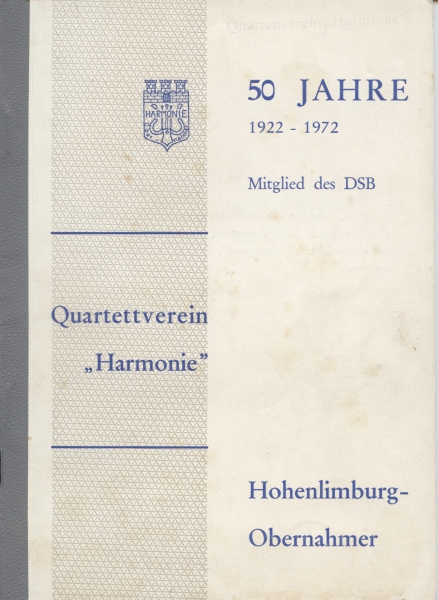 50 JAHRE
1922 - 1972
Mitglied des DSB
HARMONIE
Quartettverein
„Harmonie”
Hohenlimburg-
Obernahmer